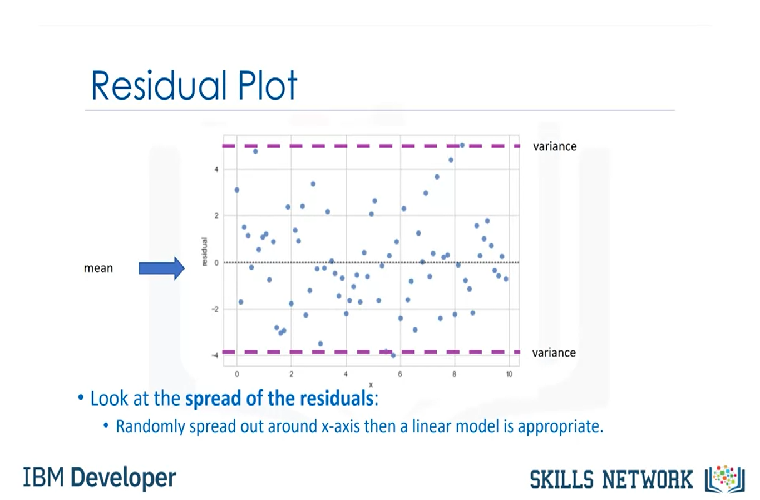 Residual Plot
variance
4
2
mean
residual
0
-2
-4
variance
0 2 4 6 8 10
x
• Look at the spread of the residuals:
• Randomly spread out around x-axis then a linear model is appropriate.
IBM Developer
SKILLS NETWORK